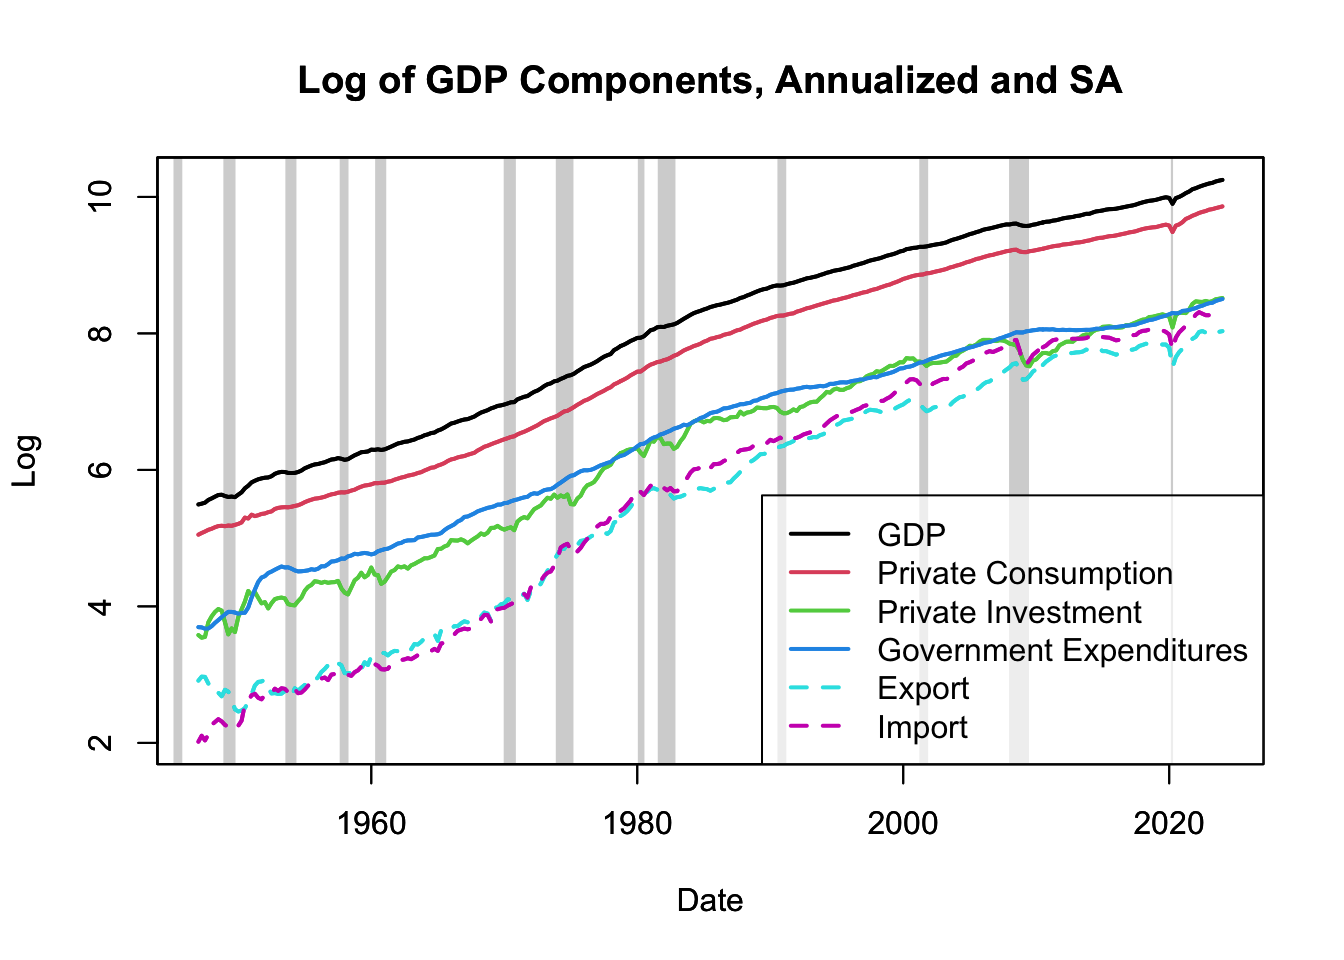 Log of GDP Components, Annualized and SA
10
8
6
4
2
Log
GDP
Private Consumption
Private Investment
Government Expenditures
Export
Import
1960 1980 2000 2020
Date